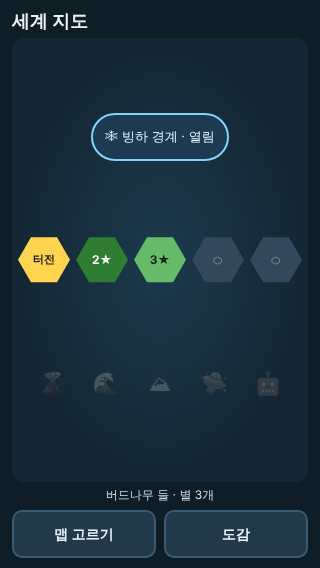 세계 지도
❄ 빙하 경계 · 열림
터전 2★ 3★
버드나무 들 · 별 3개
맵 고르기 도감